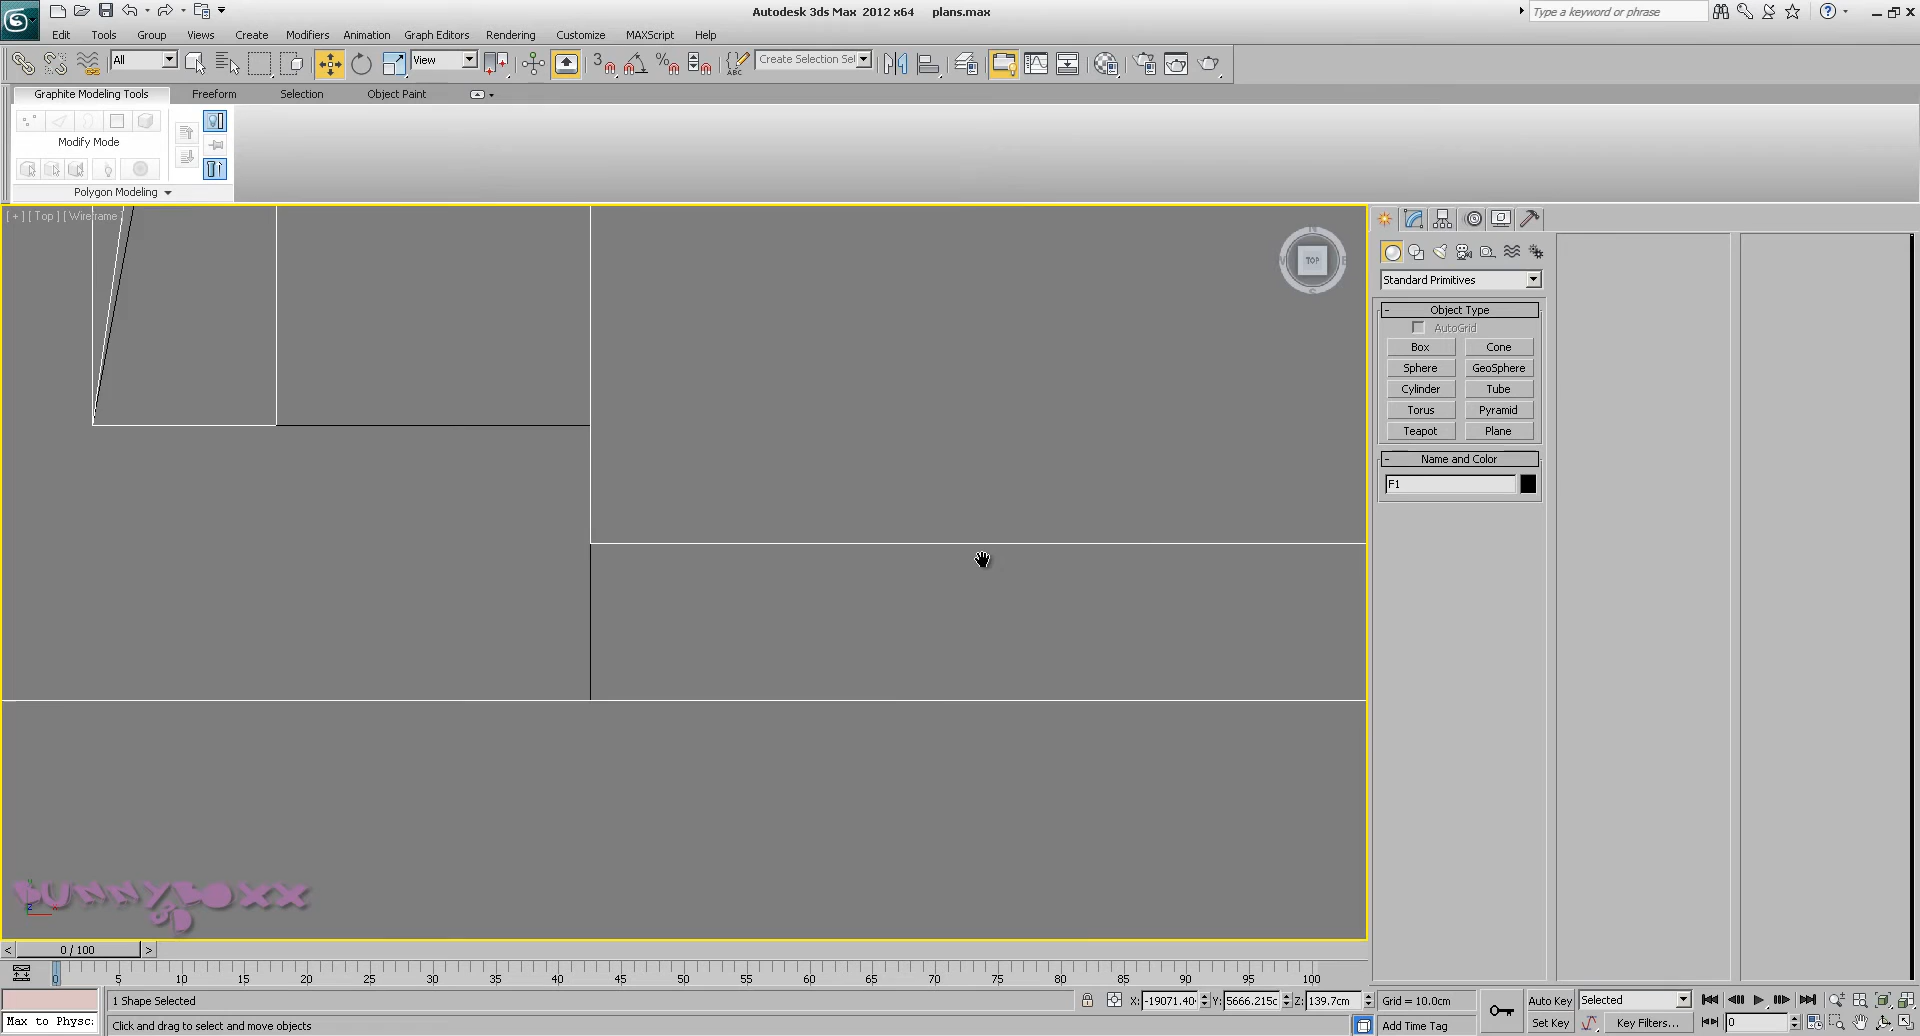 Autodesk 3ds Max 2012 x64 plans.max
Type a keyword or phrase
Edit Tools Group Views Create Modifiers Animation Graph Editors Rendering Customize MAXScript Help
All View Create Selection Sel
Graphite Modeling Tools Freeform Selection Object Paint
Modify Mode
Polygon Modeling
[ + ] [ Top ] [ Wireframe ]
TOP
Standard Primitives
- Object Type
AutoGrid
Box Cone
Sphere GeoSphere
Cylinder Tube
Torus Pyramid
Teapot Plane
- Name and Color
F1
BUNNYBOXX
3D
< 0 / 100 >
0 5 10 15 20 25 30 35 40 45 50 55 60 65 70 75 80 85 90 95 100
1 Shape Selected X: -19071.40 Y: 5666.215c Z: 139.7cm Grid = 10.0cm Auto Key Selected
Max to Physc: Click and drag to select and move objects Add Time Tag Set Key Key Filters... 0